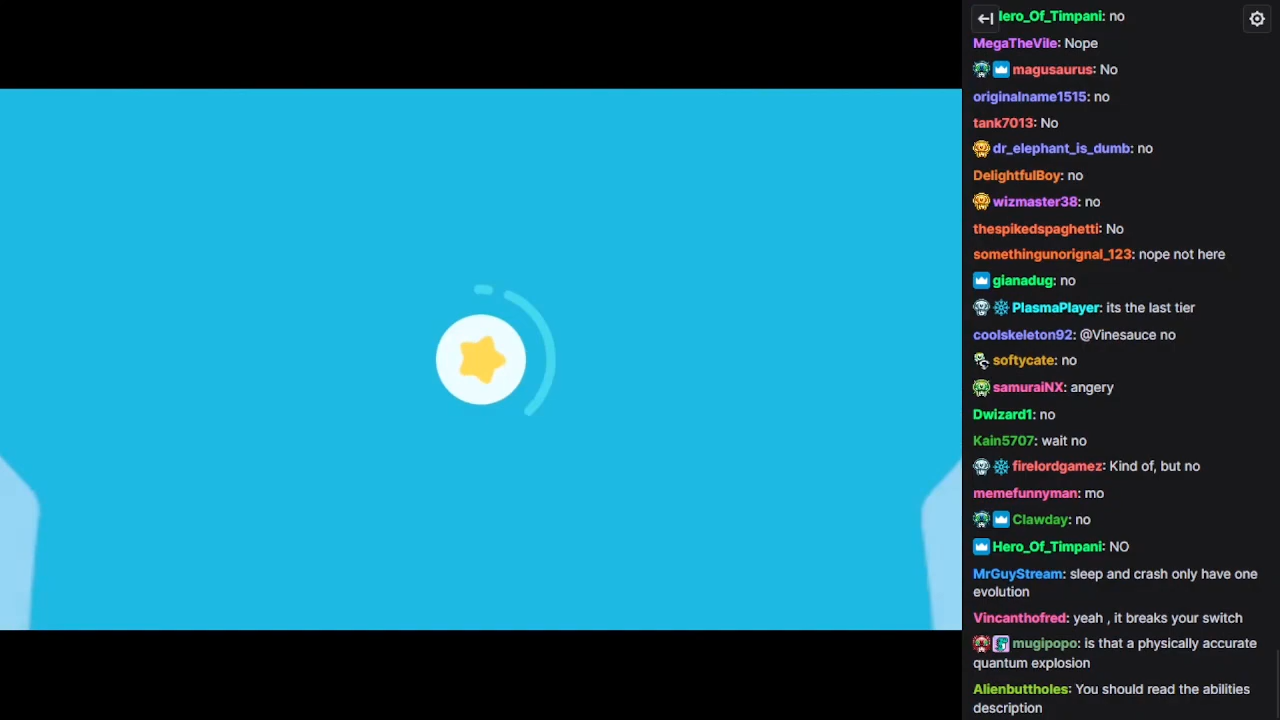 Hero_Of_Timpani: no
MegaTheVile: Nope
magusaurus: No
originalname1515: no
tank7013: No
dr_elephant_is_dumb: no
DelightfulBoy: no
wizmaster38: no
thespikedspaghetti: No
somethingunorignal_123: nope not here
gianadug: no
PlasmaPlayer: its the last tier
coolskeleton92: @Vinesauce no
softycate: no
samuraiNX: angery
Dwizard1: no
Kain5707: wait no
firelordgamez: Kind of, but no
memefunnyman: mo
Clawday: no
Hero_Of_Timpani: NO
MrGuyStream: sleep and crash only have one
evolution
Vincanthofred: yeah , it breaks your switch
mugipopo: is that a physically accurate
quantum explosion
Alienbuttholes: You should read the abilities
description